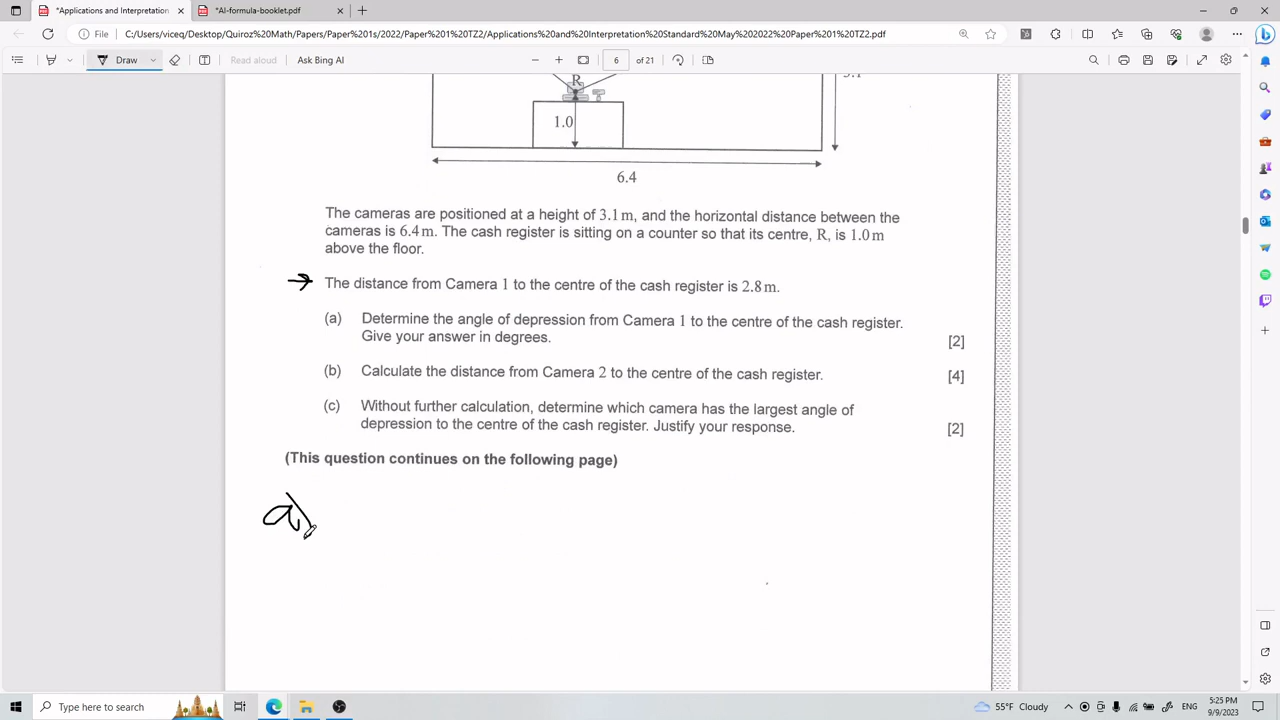 "Applications and Interpretation
"AI-formula-booklet.pdf
File
C:/Users/viceq/Desktop/Quiroz%20Math/Papers/Paper%201s/2022/Paper%201%20TZ2/Applications%20and%20Interpretation%20Standard%20May%202022%20Paper%201%20TZ2.pdf
Draw
Read aloud
Ask Bing AI
6
of 21
R
1.0
6.4
The cameras are positioned at a height of 3.1 m, and the horizontal distance between the
cameras is 6.4 m. The cash register is sitting on a counter so that its centre, R, is 1.0 m
above the floor.
The distance from Camera 1 to the centre of the cash register is 2.8 m.
(a) Determine the angle of depression from Camera 1 to the centre of the cash register.
Give your answer in degrees.
[2]
(b) Calculate the distance from Camera 2 to the centre of the cash register.
[4]
(c) Without further calculation, determine which camera has the largest angle of
depression to the centre of the cash register. Justify your response.
[2]
(This question continues on the following page)
a)
Type here to search
55°F Cloudy
ENG
5:25 PM
9/9/2023